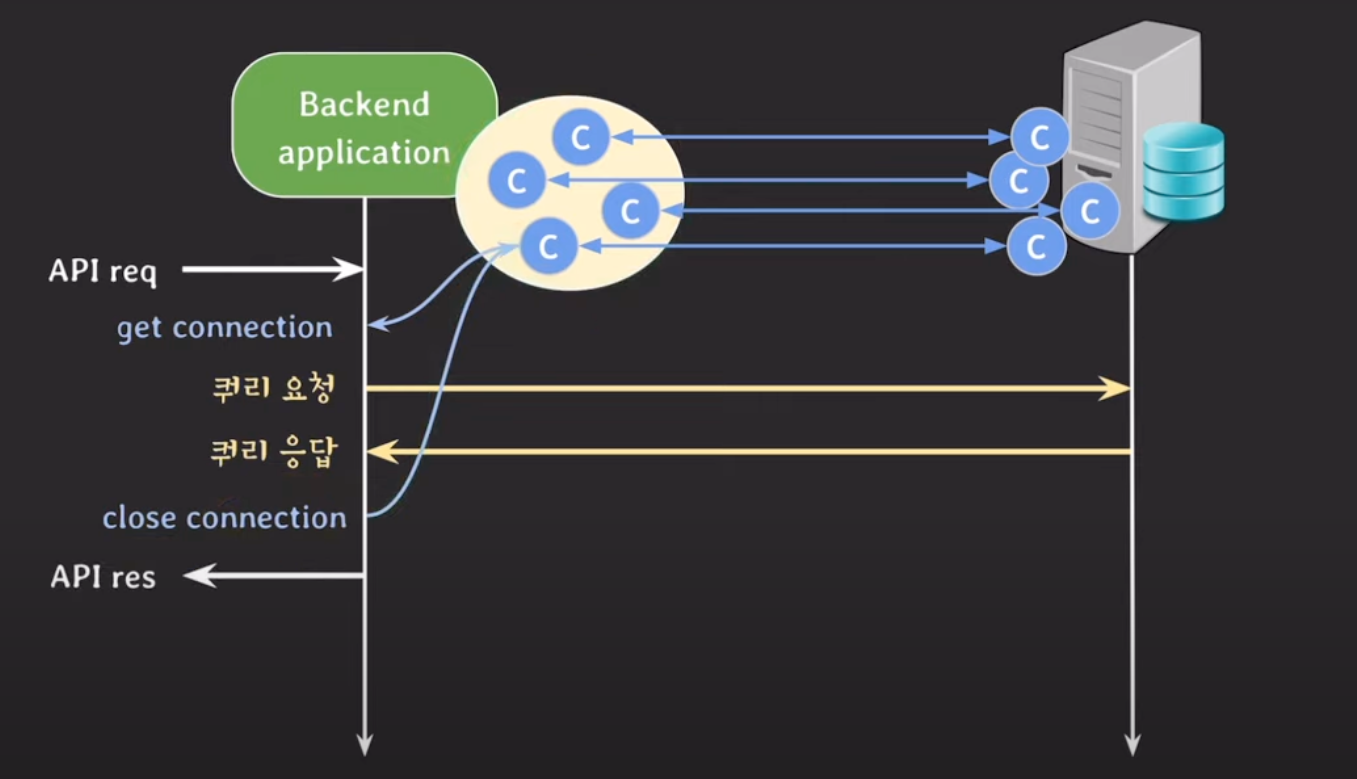 Backend
application
C
C
C
C
C
C
C
C
API req
get connection
쿼리 요청
쿼리 응답
close connection
API res